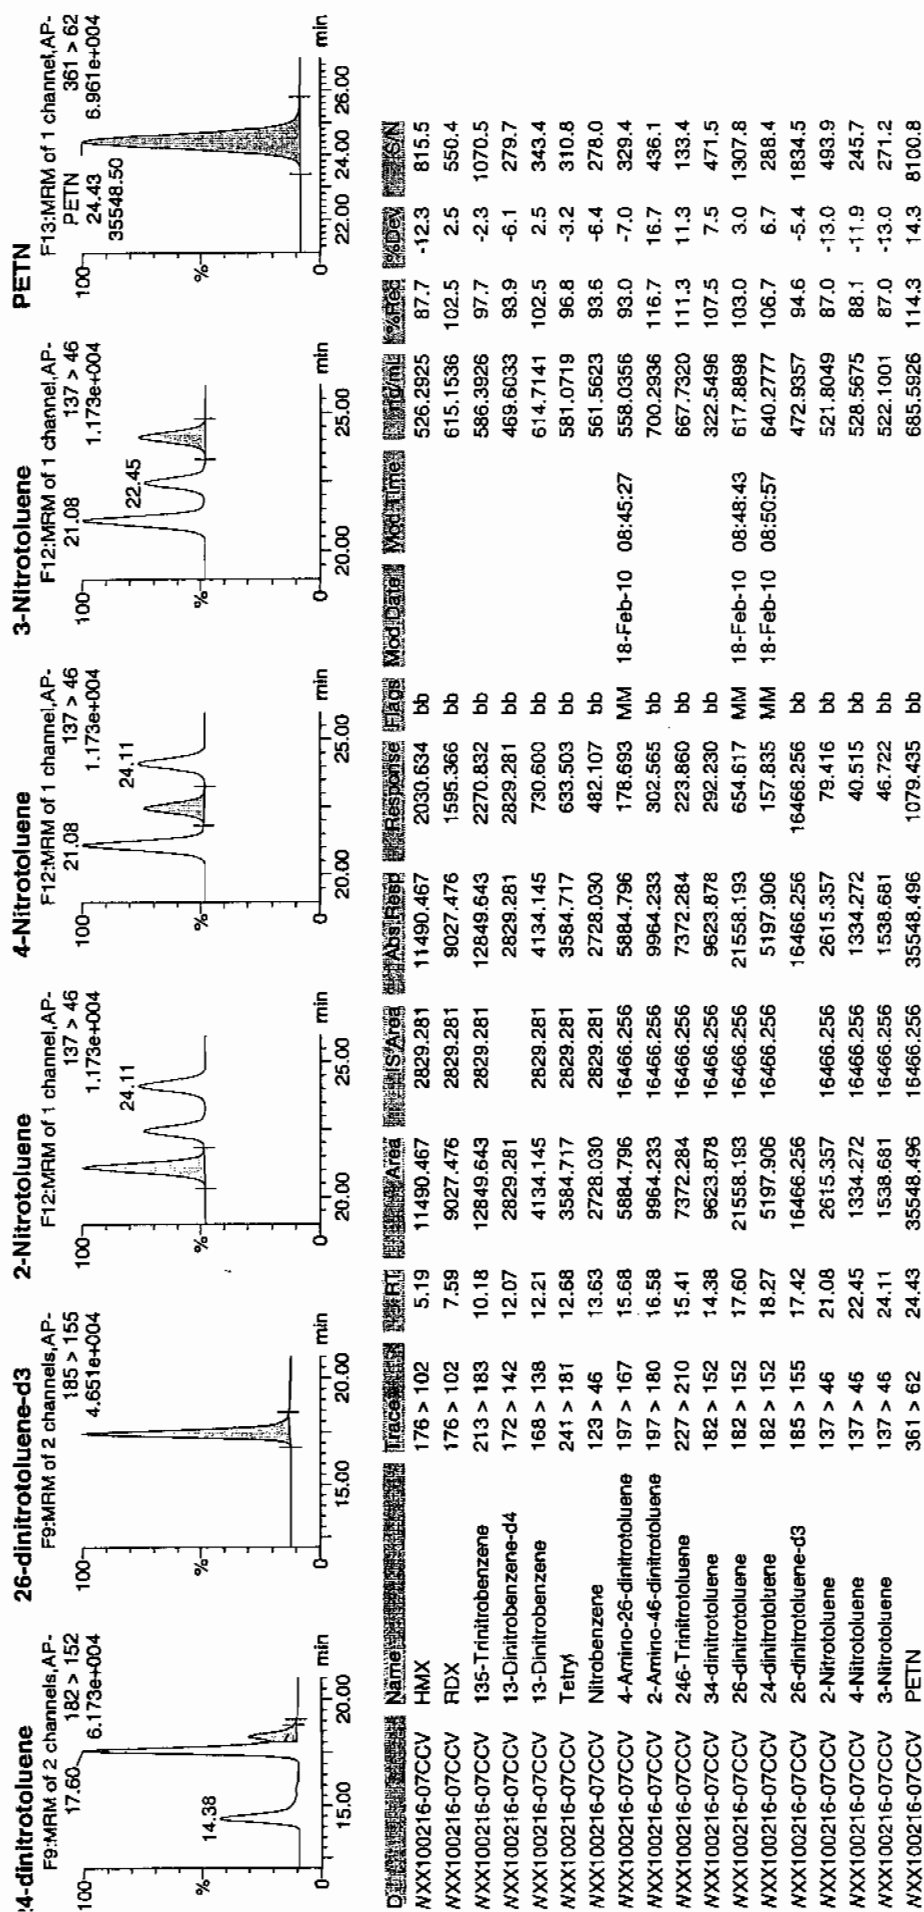 24-dinitrotoluene
F9:MRM of 2 channels,AP-
182 > 152
6.173e+004
17.60
14.38
100
%
0
15.00 20.00 min
26-dinitrotoluene-d3
F9:MRM of 2 channels,AP-
185 > 155
4.651e+004
100
%
0
15.00 20.00 min
2-Nitrotoluene
F12:MRM of 1 channel,AP-
137 > 46
1.173e+004
24.11
100
%
0
20.00 25.00 min
4-Nitrotoluene
F12:MRM of 1 channel,AP-
137 > 46
1.173e+004
21.08
24.11
100
%
0
20.00 25.00 min
3-Nitrotoluene
F12:MRM of 1 channel,AP-
137 > 46
1.173e+004
21.08
22.45
100
%
0
20.00 25.00 min
PETN
F13:MRM of 1 channel,AP-
361 > 62
6.961e+004
PETN
24.43
35548.50
100
%
0
22.00 24.00 26.00 min
Name Trace RT Area IS Area Abs.Resp Response Flags Mod.Date Mod.Time ng/mL %Rec %Dev S/N
WXX100216-07CCV HMX 176 > 102 5.19 11490.467 2829.281 11490.467 2030.634 bb 526.2925 87.7 -12.3 815.5
WXX100216-07CCV RDX 176 > 102 7.59 9027.476 2829.281 9027.476 1595.366 bb 615.1536 102.5 2.5 550.4
WXX100216-07CCV 135-Trinitrobenzene 213 > 183 10.18 12849.643 2829.281 12849.643 2270.832 bb 586.3926 97.7 -2.3 1070.5
WXX100216-07CCV 13-Dinitrobenzene-d4 172 > 142 12.07 2829.281 2829.281 2829.281 bb 469.6033 93.9 -6.1 279.7
WXX100216-07CCV 13-Dinitrobenzene 168 > 138 12.21 4134.145 2829.281 4134.145 730.600 bb 614.7141 102.5 2.5 343.4
WXX100216-07CCV Tetryl 241 > 181 12.68 3584.717 2829.281 3584.717 633.503 bb 581.0719 96.8 -3.2 310.8
WXX100216-07CCV Nitrobenzene 123 > 46 13.63 2728.030 2829.281 2728.030 482.107 bb 561.5623 93.6 -6.4 278.0
WXX100216-07CCV 4-Amino-26-dinitrotoluene 197 > 167 15.68 5884.796 16466.256 5884.796 178.693 MM 18-Feb-10 08:45:27 558.0356 93.0 -7.0 329.4
WXX100216-07CCV 2-Amino-46-dinitrotoluene 197 > 180 16.58 9964.233 16466.256 9964.233 302.565 bb 700.2936 116.7 16.7 436.1
WXX100216-07CCV 246-Trinitrotoluene 227 > 210 15.41 7372.284 16466.256 7372.284 223.860 bb 667.7320 111.3 11.3 133.4
WXX100216-07CCV 34-dinitrotoluene 182 > 152 14.38 9623.878 16466.256 9623.878 292.230 bb 322.5496 107.5 7.5 471.5
WXX100216-07CCV 26-dinitrotoluene 182 > 152 17.60 21558.193 16466.256 21558.193 654.617 MM 18-Feb-10 08:48:43 617.8898 103.0 3.0 1307.8
WXX100216-07CCV 24-dinitrotoluene 182 > 152 18.27 5197.906 16466.256 5197.906 157.835 MM 18-Feb-10 08:50:57 640.2777 106.7 6.7 288.4
WXX100216-07CCV 26-dinitrotoluene-d3 185 > 155 17.42 16466.256 16466.256 16466.256 bb 472.9357 94.6 -5.4 1834.5
WXX100216-07CCV 2-Nitrotoluene 137 > 46 21.08 2615.357 16466.256 2615.357 79.416 bb 521.8049 87.0 -13.0 493.9
WXX100216-07CCV 4-Nitrotoluene 137 > 46 22.45 1334.272 16466.256 1334.272 40.515 bb 528.5675 88.1 -11.9 245.7
WXX100216-07CCV 3-Nitrotoluene 137 > 46 24.11 1538.681 16466.256 1538.681 46.722 bb 522.1001 87.0 -13.0 271.2
WXX100216-07CCV PETN 361 > 62 24.43 35548.496 16466.256 35548.496 1079.435 bb 685.5926 114.3 14.3 8100.8